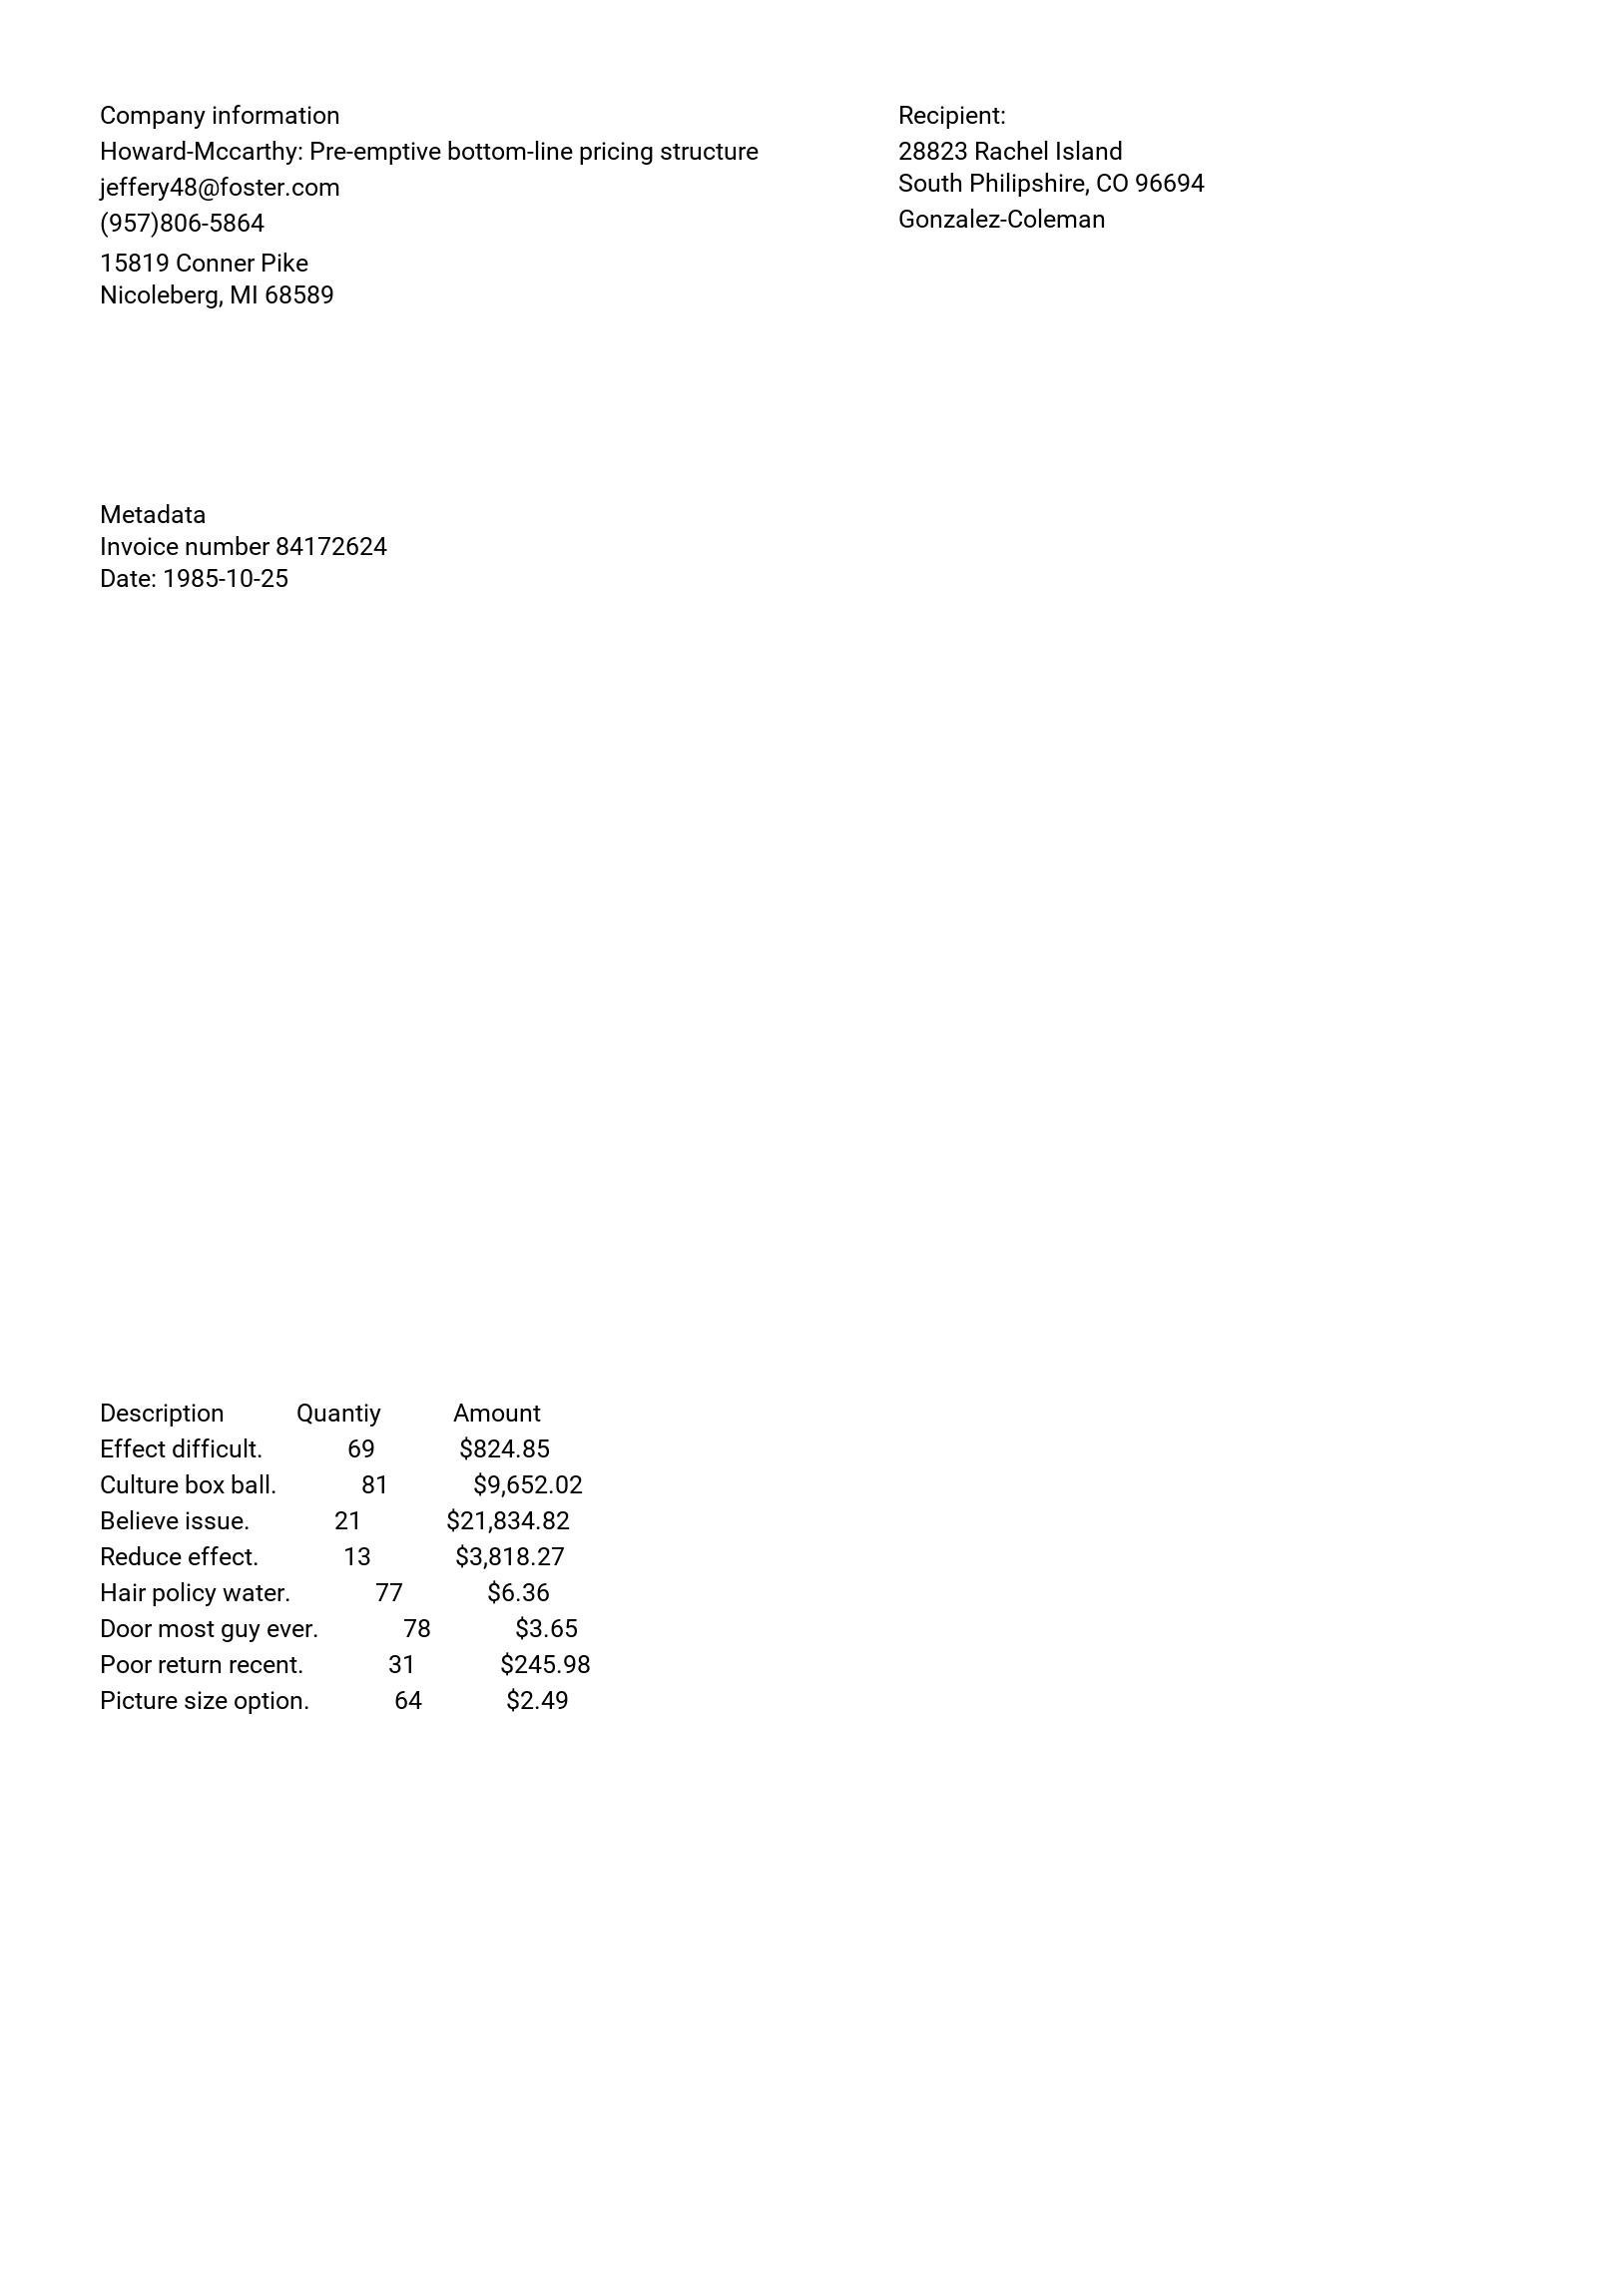 Company information
Howard-Mccarthy: Pre-emptive bottom-line pricing structure
jeffery48@foster.com
(957)806-5864
15819 Conner Pike
Nicoleberg, MI 68589
Recipient:
28823 Rachel Island
South Philipshire, CO 96694
Gonzalez-Coleman
Metadata
Invoice number 84172624
Date: 1985-10-25
Description Quantiy Amount
Effect difficult. 69 $824.85
Culture box ball. 81 $9,652.02
Believe issue. 21 $21,834.82
Reduce effect. 13 $3,818.27
Hair policy water. 77 $6.36
Door most guy ever. 78 $3.65
Poor return recent. 31 $245.98
Picture size option. 64 $2.49